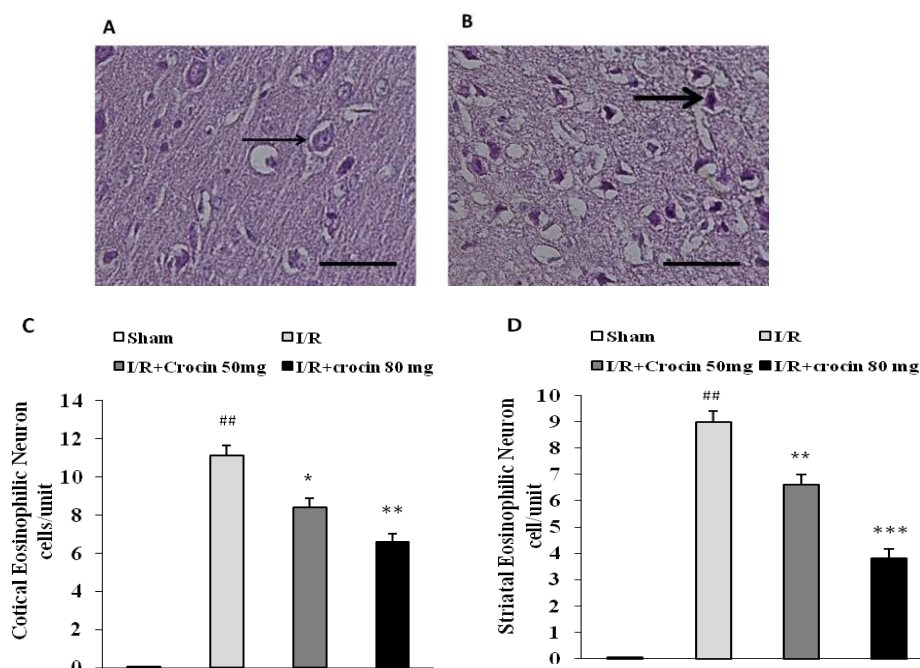 A
B
C
Sham
I/R
I/R+Crocin 50mg
I/R+crocin 80 mg
Cotical Eosinophilic Neuron
cells/unit
14
12
10
8
6
4
2
0
##
*
**
D
Sham
I/R
I/R+Crocin 50mg
I/R+crocin 80 mg
Striatal Eosinophilic Neuron
cell/unit
10
9
8
7
6
5
4
3
2
1
0
##
**
***